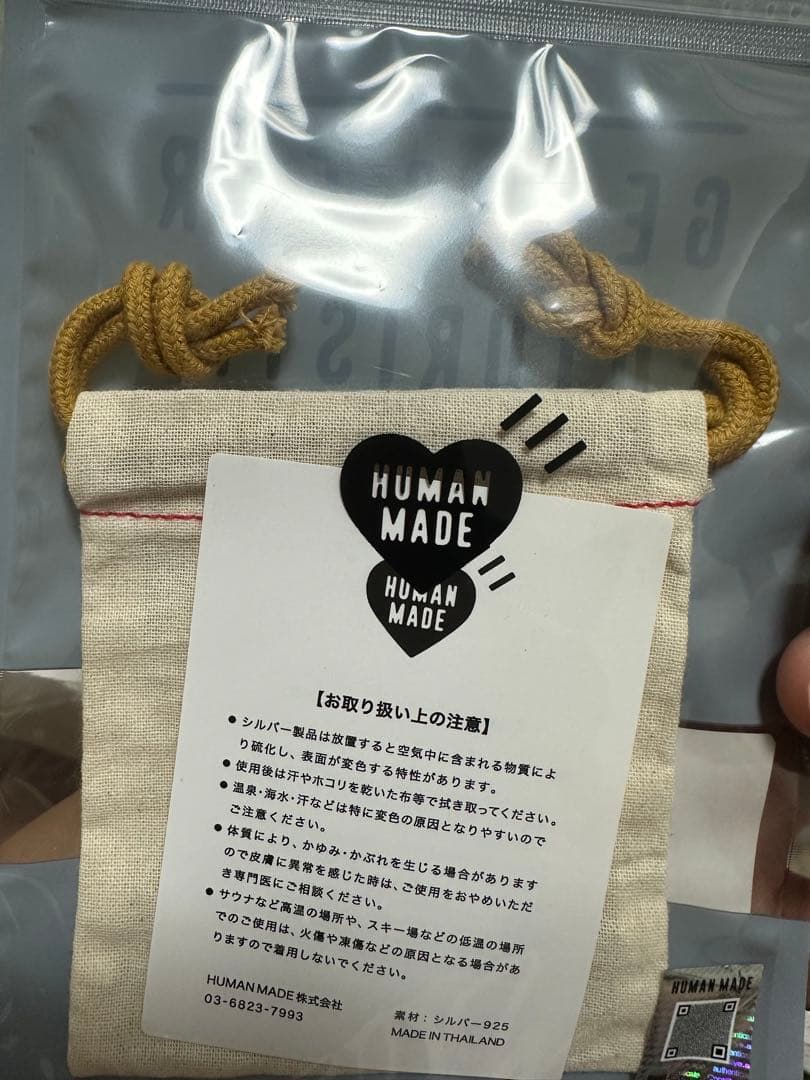 HUMAN
MADE
HUMAN
MADE
【お取り扱い上の注意】
● シルバー製品は放置すると空気中に含まれる物質によ
り硫化し、表面が変色する特性があります。
● 使用後は汗やホコリを乾いた布等で拭き取ってください。
● 温泉・海水・汗などは特に変色の原因となりやすいので
ご注意ください。
● 体質により、かゆみ・かぶれを生じる場合があります
ので皮膚に異常を感じた時は、ご使用をおやめいただ
き専門医にご相談ください。
● サウナなど高温の場所や、スキー場などの低温の場所
でのご使用は、火傷や凍傷などの原因となる場合があ
りますので着用しないでください。
HUMAN MADE 株式会社
03-6823-7993
素材：シルバー925
MADE IN THAILAND
HUMAN MADE